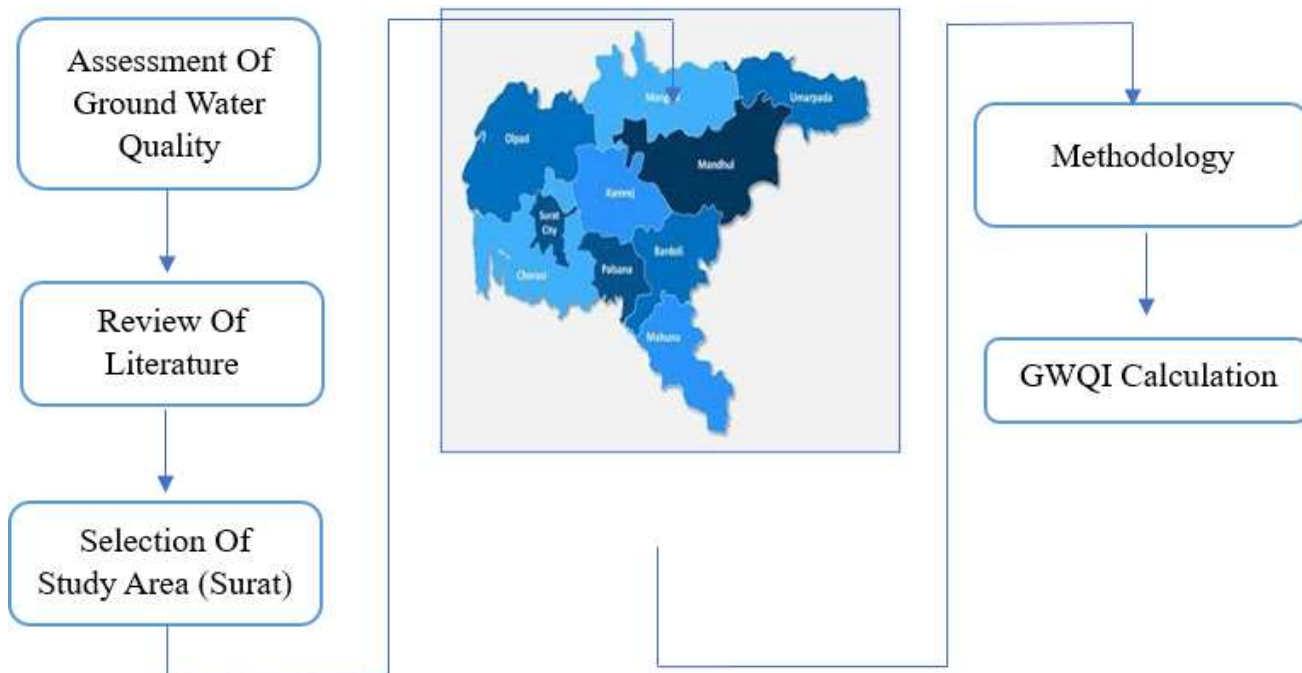 Assessment Of
Ground Water
Quality
Review Of
Literature
Selection Of
Study Area (Surat)
Umarpada
Olpad
Mandhul
Kamrej
Surat
City
Bardoli
Palsana
Chorasi
Mahuva
Methodology
GWQI Calculation